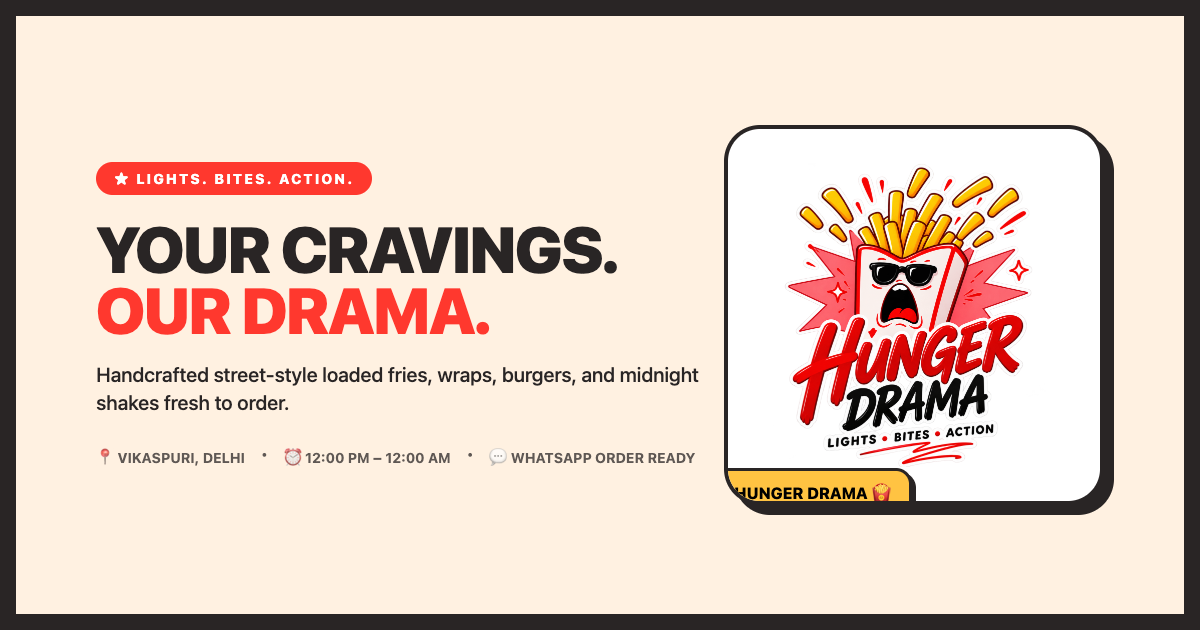 LIGHTS. BITES. ACTION.
YOUR CRAVINGS.
OUR DRAMA.
Handcrafted street-style loaded fries, wraps, burgers, and midnight
shakes fresh to order.
VIKASPURI, DELHI • 12:00 PM – 12:00 AM • WHATSAPP ORDER READY
HUNGER
DRAMA
LIGHTS • BITES • ACTION
HUNGER DRAMA